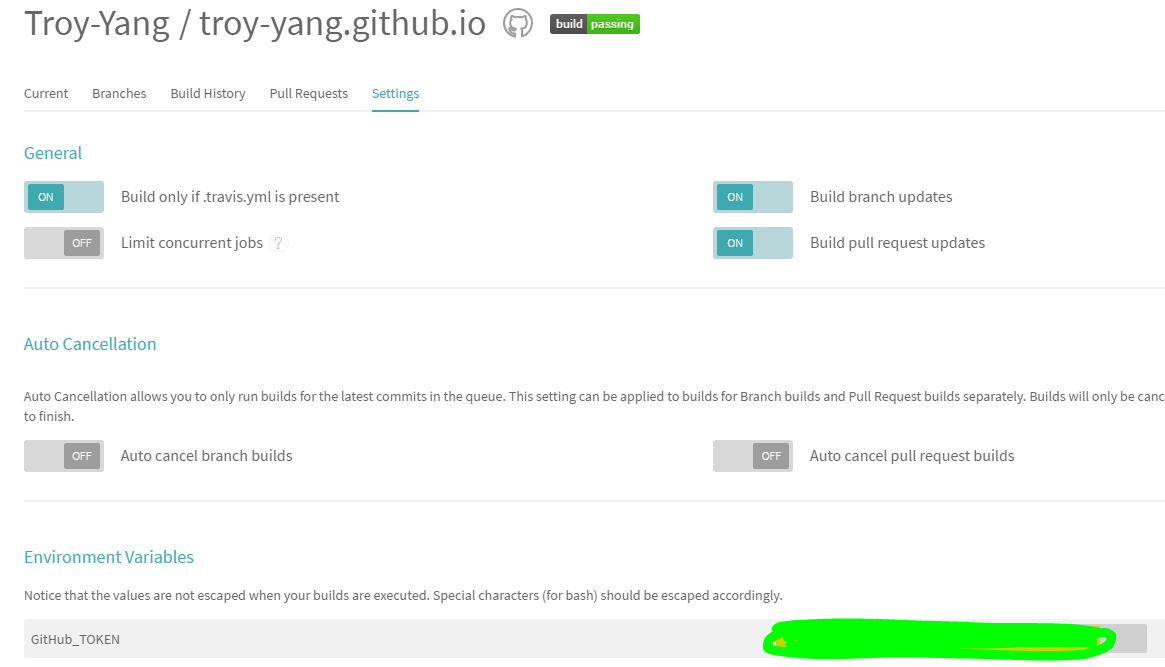 Troy-Yang / troy-yang.github.io build passing
Current Branches Build History Pull Requests Settings
General
ON Build only if .travis.yml is present ON Build branch updates
OFF Limit concurrent jobs ? ON Build pull request updates
Auto Cancellation
Auto Cancellation allows you to only run builds for the latest commits in the queue. This setting can be applied to builds for Branch builds and Pull Request builds separately. Builds will only be canc
to finish.
OFF Auto cancel branch builds OFF Auto cancel pull request builds
Environment Variables
Notice that the values are not escaped when your builds are executed. Special characters (for bash) should be escaped accordingly.
GitHub_TOKEN